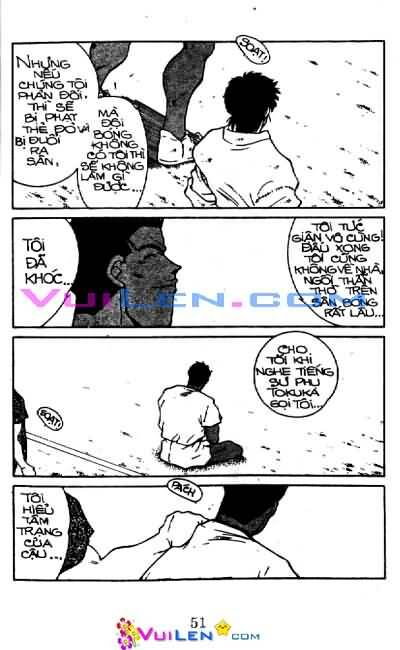 SOẠT!
NHƯNG
NẾU
CHÚNG TÔI
PHẢN ĐỐI,
THÌ SẼ
BỊ PHẠT
THẺ ĐỎ VÀ
BỊ ĐUỔI
RA
SÂN,
MÀ
ĐỘI
BÓNG
KHÔNG
CÓ TÔI THÌ
SẼ KHÔNG
LÀM GÌ
ĐƯỢC...
TÔI
ĐÃ
KHÓC...
TÔI TỨC
GIẬN VÔ CÙNG!
ĐẤU XONG
TÔI CŨNG
KHÔNG VỀ NHÀ,
NGỒI THẪN
THỜ TRÊN
SÂN BÓNG
RẤT LÂU...
VUILEN.COM
CHO
TỚI KHI
NGHE TIẾNG
SƯ PHỤ
TOKUKA
GỌI TÔI...
SOẠT!
PÁCH
TÔI
HIỂU
TÂM
TRẠNG
CỦA
CẬU...
51
VUILEN.COM